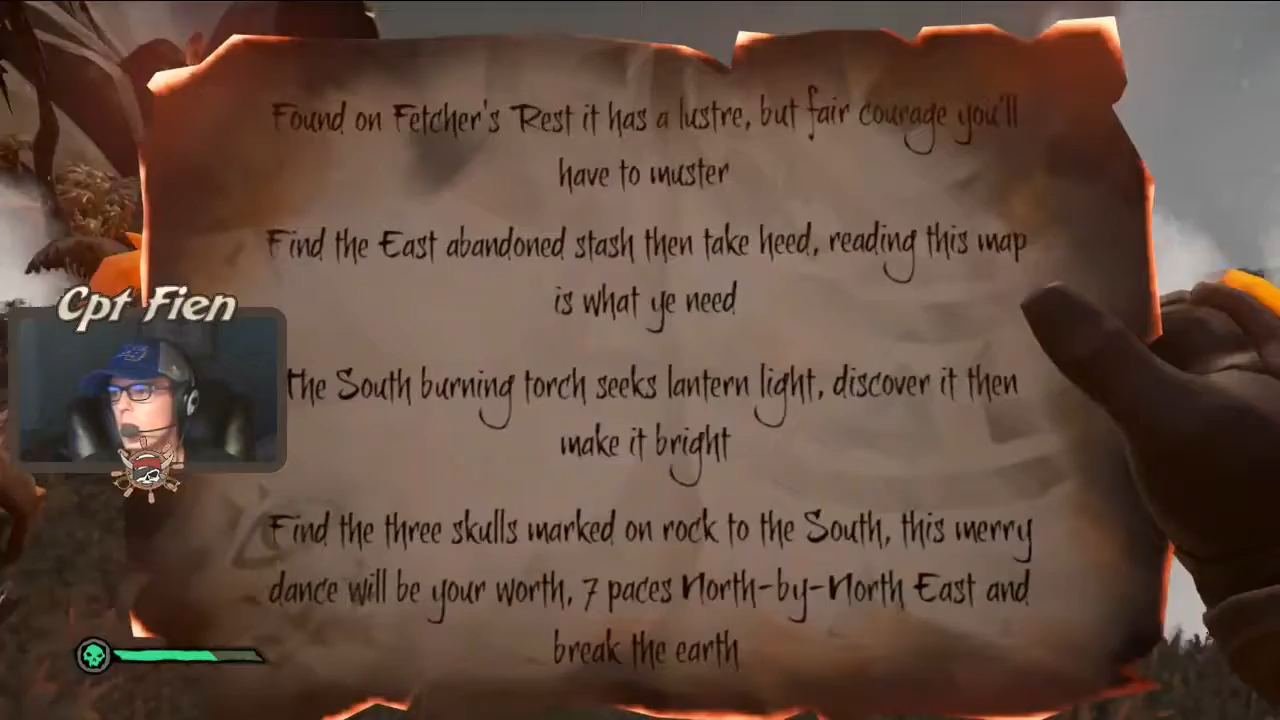 Found on Fetcher's Rest it has a lustre, but fair courage you'll
have to muster
Find the East abandoned stash then take heed, reading this map
is what ye need
Cpt Fien
The South burning torch seeks lantern light, discover it then
make it bright
Find the three skulls marked on rock to the South, this merry
dance will be your worth, 7 paces North-by-North East and
break the earth